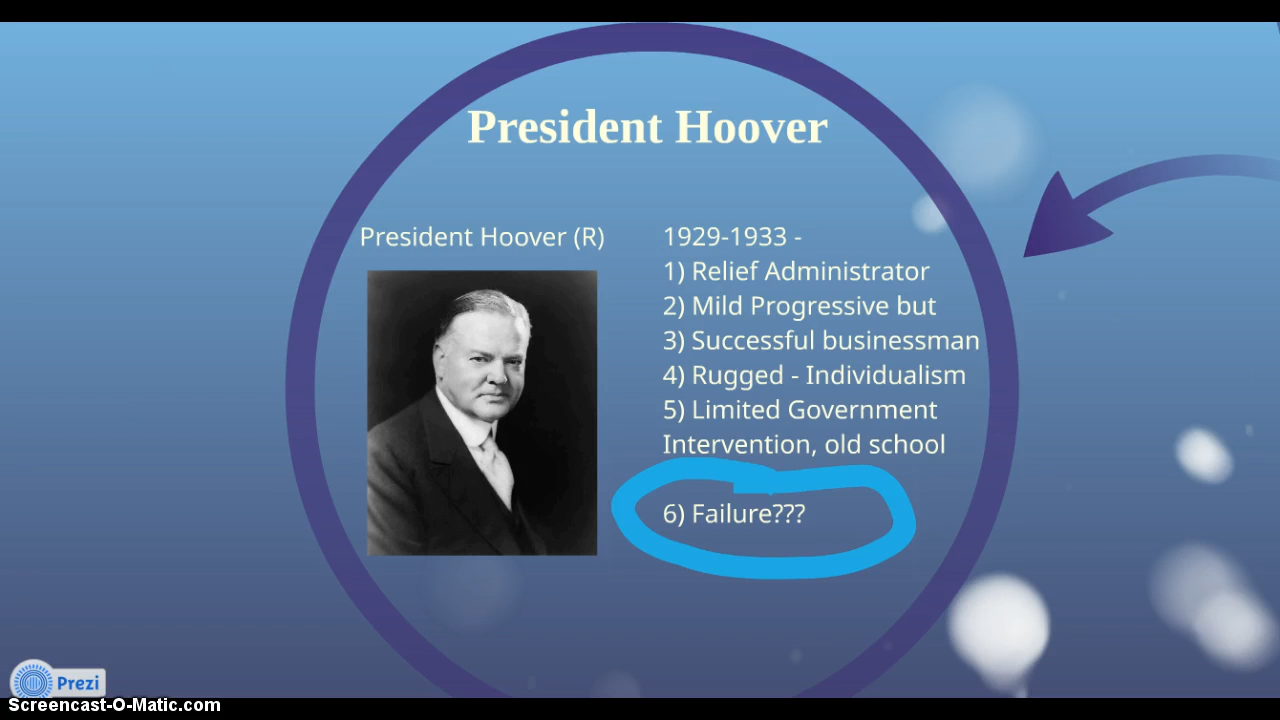 President Hoover
President Hoover (R)
1929-1933 -
1) Relief Administrator
2) Mild Progressive but
3) Successful businessman
4) Rugged - Individualism
5) Limited Government
Intervention, old school
6) Failure???
Prezi
Screencast-O-Matic.com